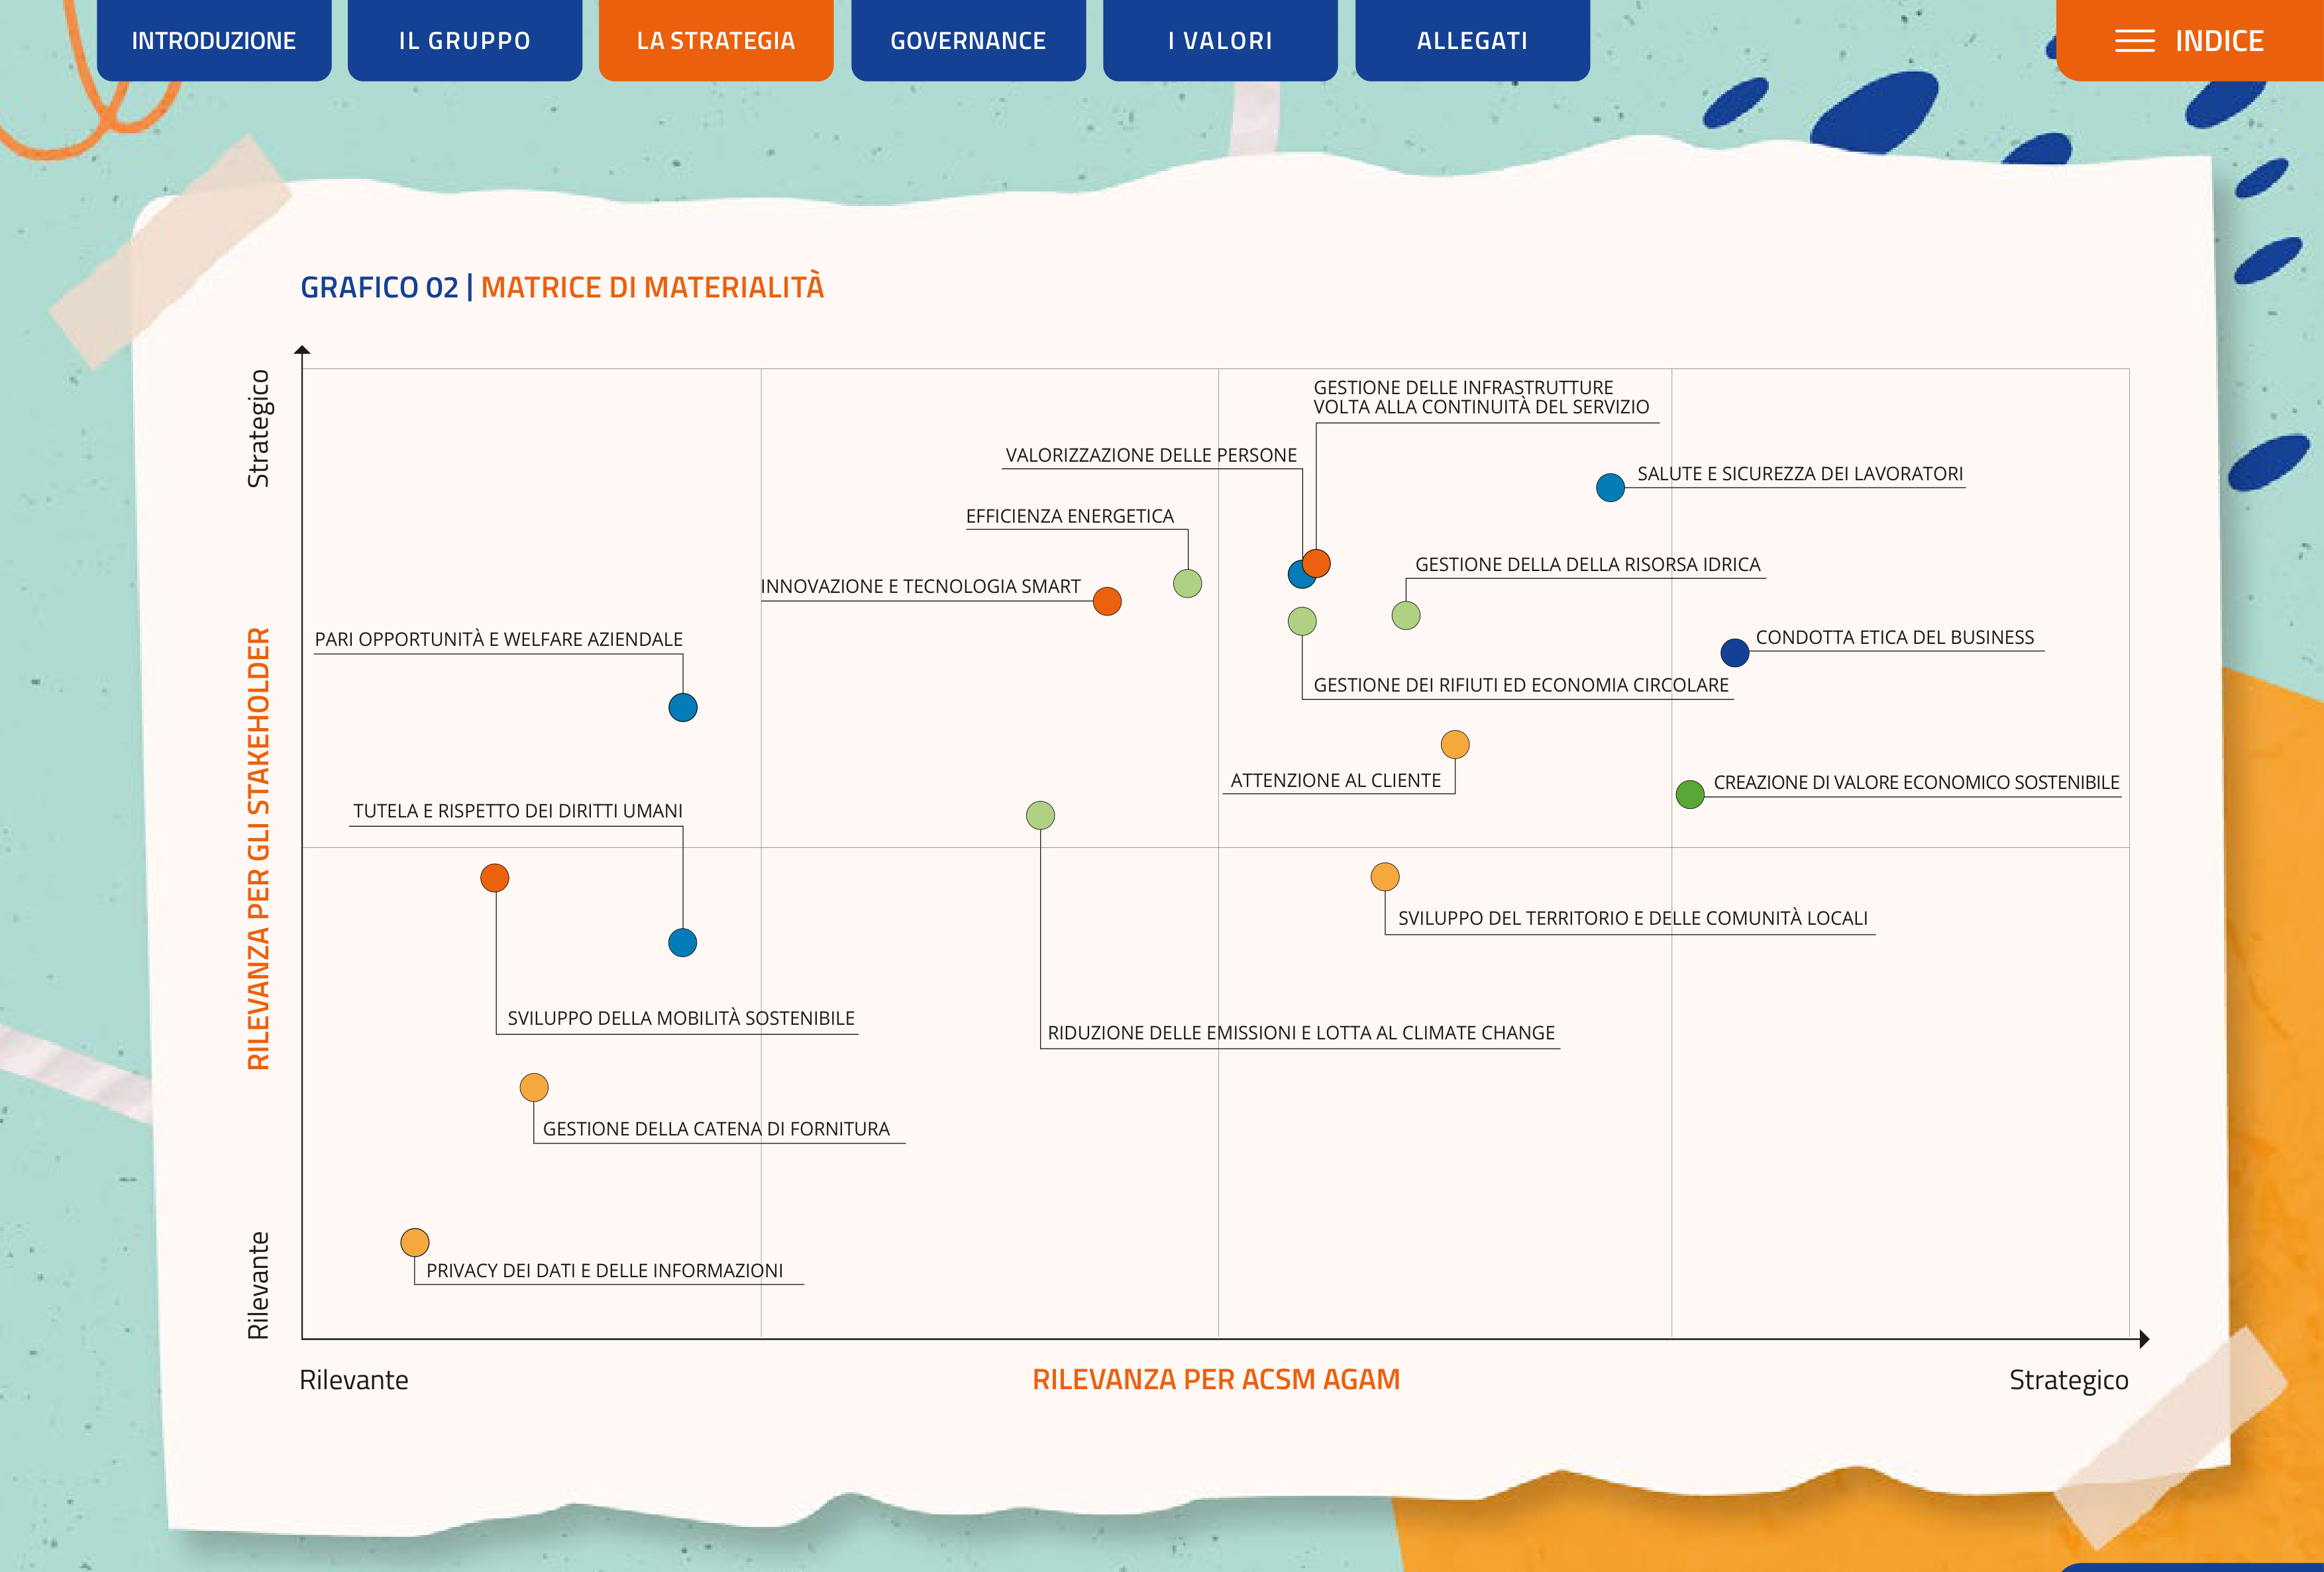 INTRODUZIONE
IL GRUPPO
LA STRATEGIA
GOVERNANCE
I VALORI
ALLEGATI
INDICE
GRAFICO 02 | MATRICE DI MATERIALITÀ
Strategico
RILEVANZA PER GLI STAKEHOLDER
Rilevante
GESTIONE DELLE INFRASTRUTTURE
VOLTA ALLA CONTINUITÀ DEL SERVIZIO
VALORIZZAZIONE DELLE PERSONE
SALUTE E SICUREZZA DEI LAVORATORI
EFFICIENZA ENERGETICA
GESTIONE DELLA DELLA RISORSA IDRICA
INNOVAZIONE E TECNOLOGIA SMART
PARI OPPORTUNITÀ E WELFARE AZIENDALE
CONDOTTA ETICA DEL BUSINESS
GESTIONE DEI RIFIUTI ED ECONOMIA CIRCOLARE
ATTENZIONE AL CLIENTE
CREAZIONE DI VALORE ECONOMICO SOSTENIBILE
TUTELA E RISPETTO DEI DIRITTI UMANI
SVILUPPO DEL TERRITORIO E DELLE COMUNITÀ LOCALI
SVILUPPO DELLA MOBILITÀ SOSTENIBILE
RIDUZIONE DELLE EMISSIONI E LOTTA AL CLIMATE CHANGE
GESTIONE DELLA CATENA DI FORNITURA
PRIVACY DEI DATI E DELLE INFORMAZIONI
Rilevante
RILEVANZA PER ACSM AGAM
Strategico